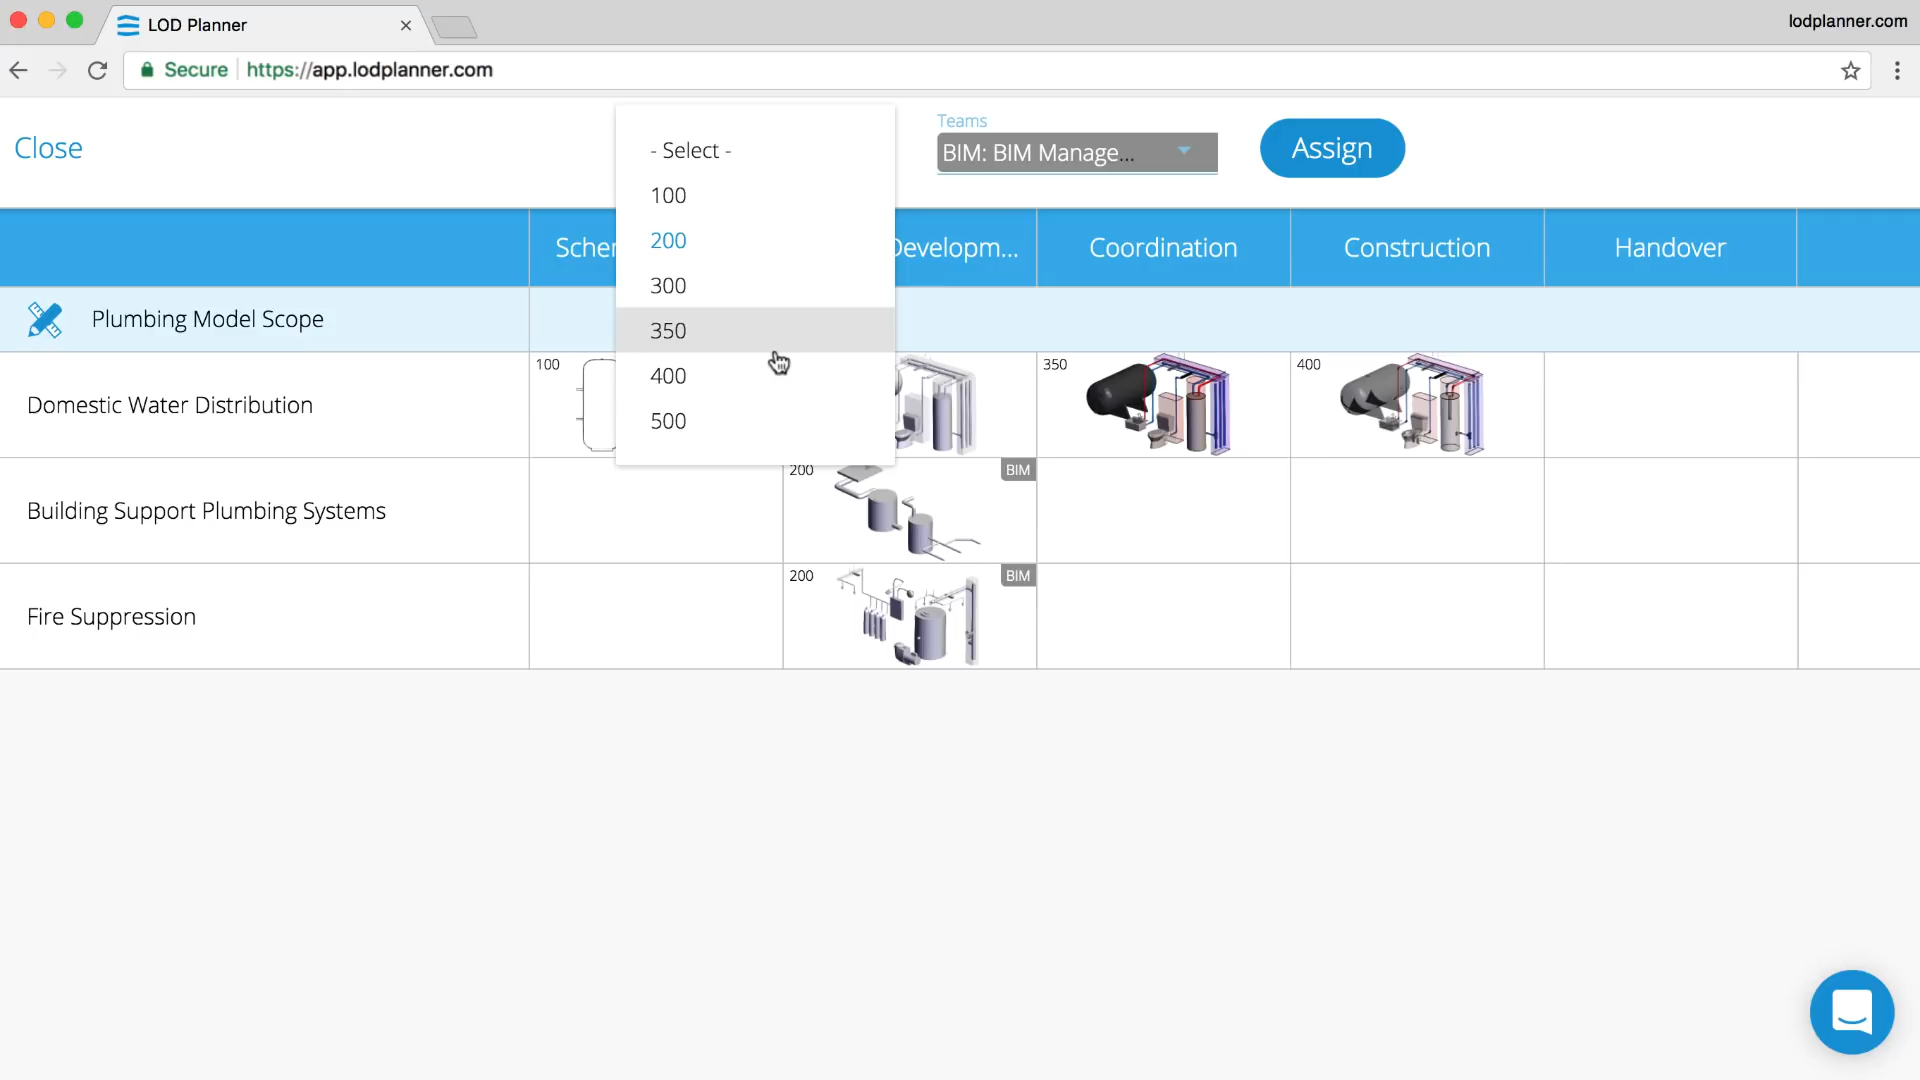 LOD Planner
lodplanner.com
Secure https://app.lodplanner.com
Close
- Select -
100
200
300
350
400
500
Teams
BIM: BIM Manage...
Assign
Developm...
Coordination
Construction
Handover
Plumbing Model Scope
Domestic Water Distribution
100
350
400
Building Support Plumbing Systems
200
BIM
Fire Suppression
200
BIM